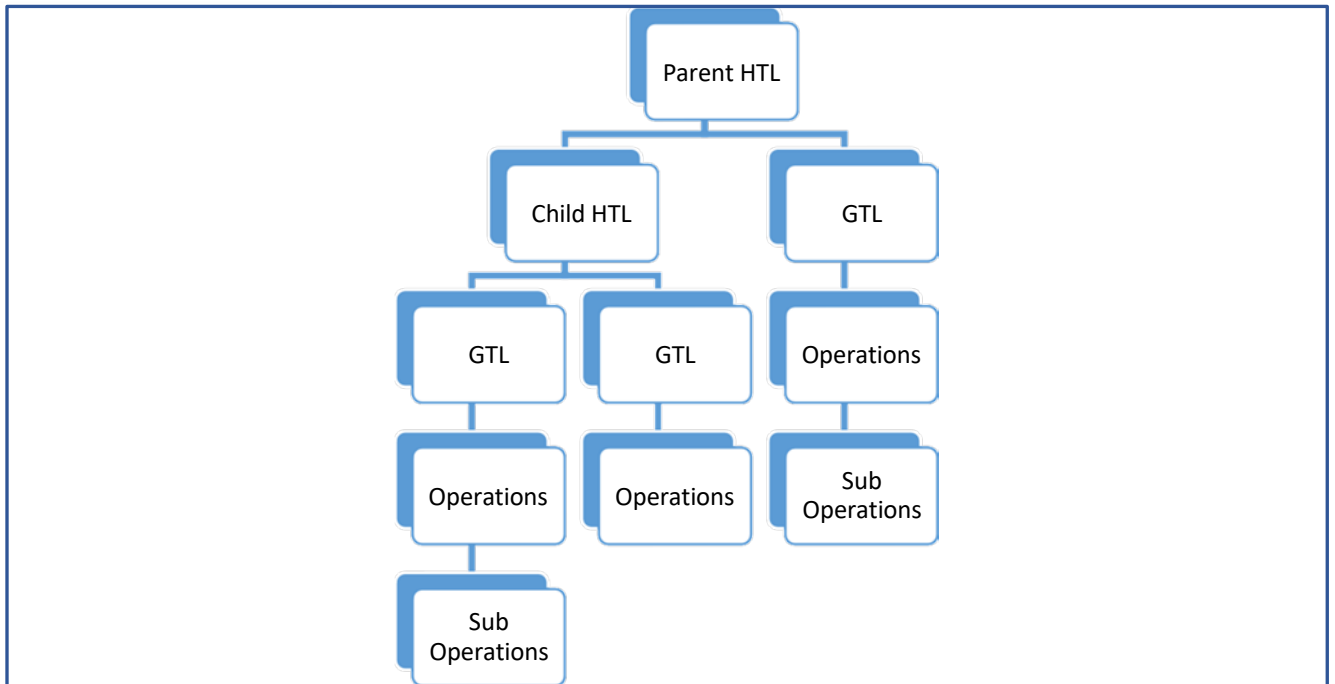 Parent HTL
Child HTL
GTL
GTL
GTL
Operations
Operations
Operations
Sub
Operations
Sub
Operations